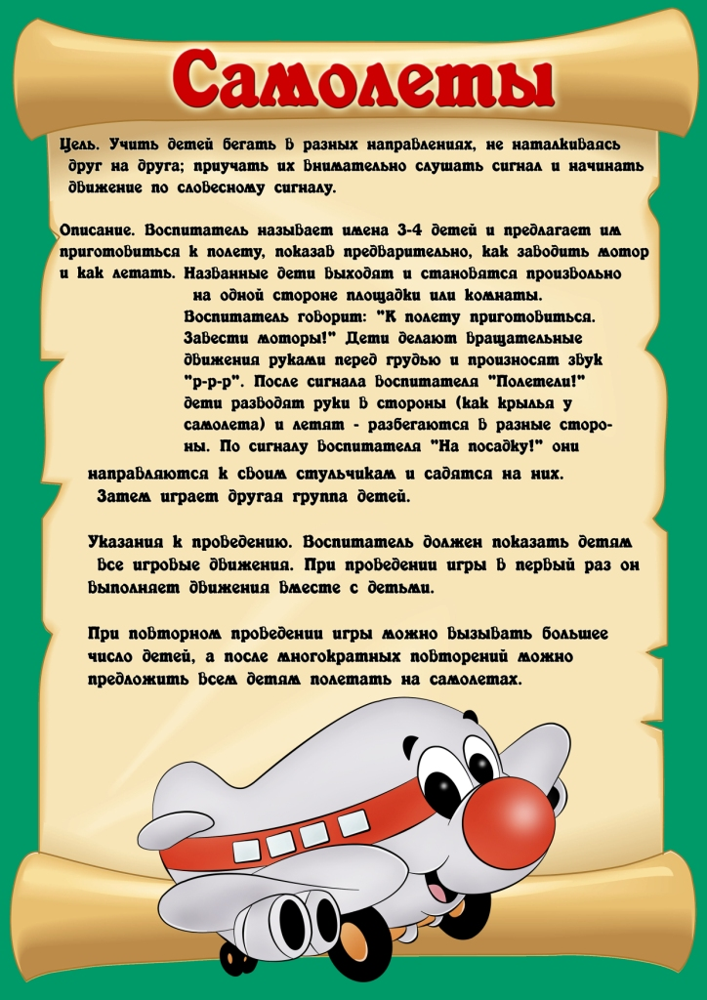 Самолеты
Цель. Учить детей бегать в разных направлениях, не наталкиваясь
друг на друга; приучать их внимательно слушать сигнал и начинать
движение по словесному сигналу.
Описание. Воспитатель называет имена 3-4 детей и предлагает им
приготовиться к полету, показав предварительно, как заводить мотор
и как летать. Названные дети выходят и становятся произвольно
на одной стороне площадки или комнаты.
Воспитатель говорит: "К полету приготовиться.
Завести моторы!" Дети делают вращательные
движения руками перед грудью и произносят звук
"р-р-р". После сигнала воспитателя "Полетели!"
дети разводят руки в стороны (как крылья у
самолета) и летят - разбегаются в разные сторо-
ны. По сигналу воспитателя "На посадку!" они
направляются к своим стульчикам и садятся на них.
Затем играет другая группа детей.
Указания к проведению. Воспитатель должен показать детям
все игровые движения. При проведении игры в первый раз он
выполняет движения вместе с детьми.
При повторном проведении игры можно вызывать большее
число детей, а после многократных повторений можно
предложить всем детям полетать на самолетах.